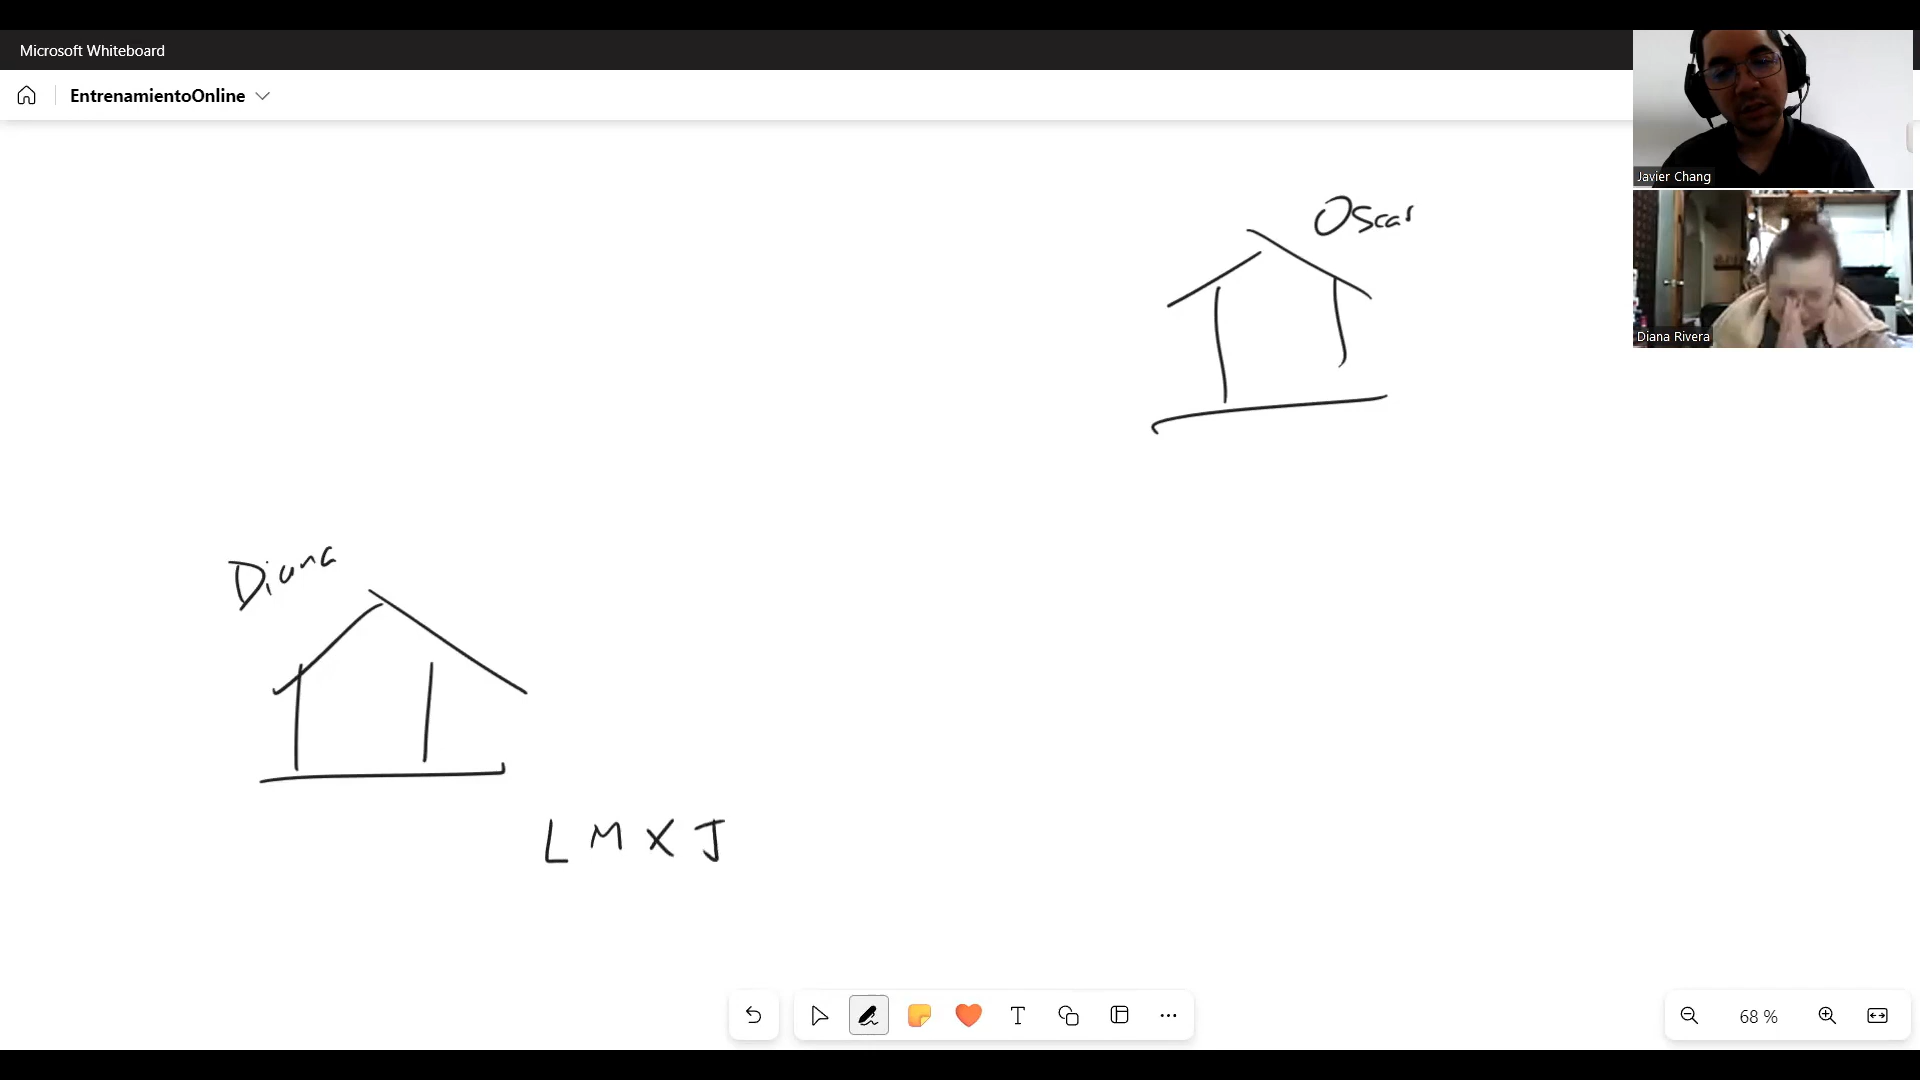 Microsoft Whiteboard
EntrenamientoOnline
Javier Chang
Oscar
Diana Rivera
Diana
L M X J
68 %